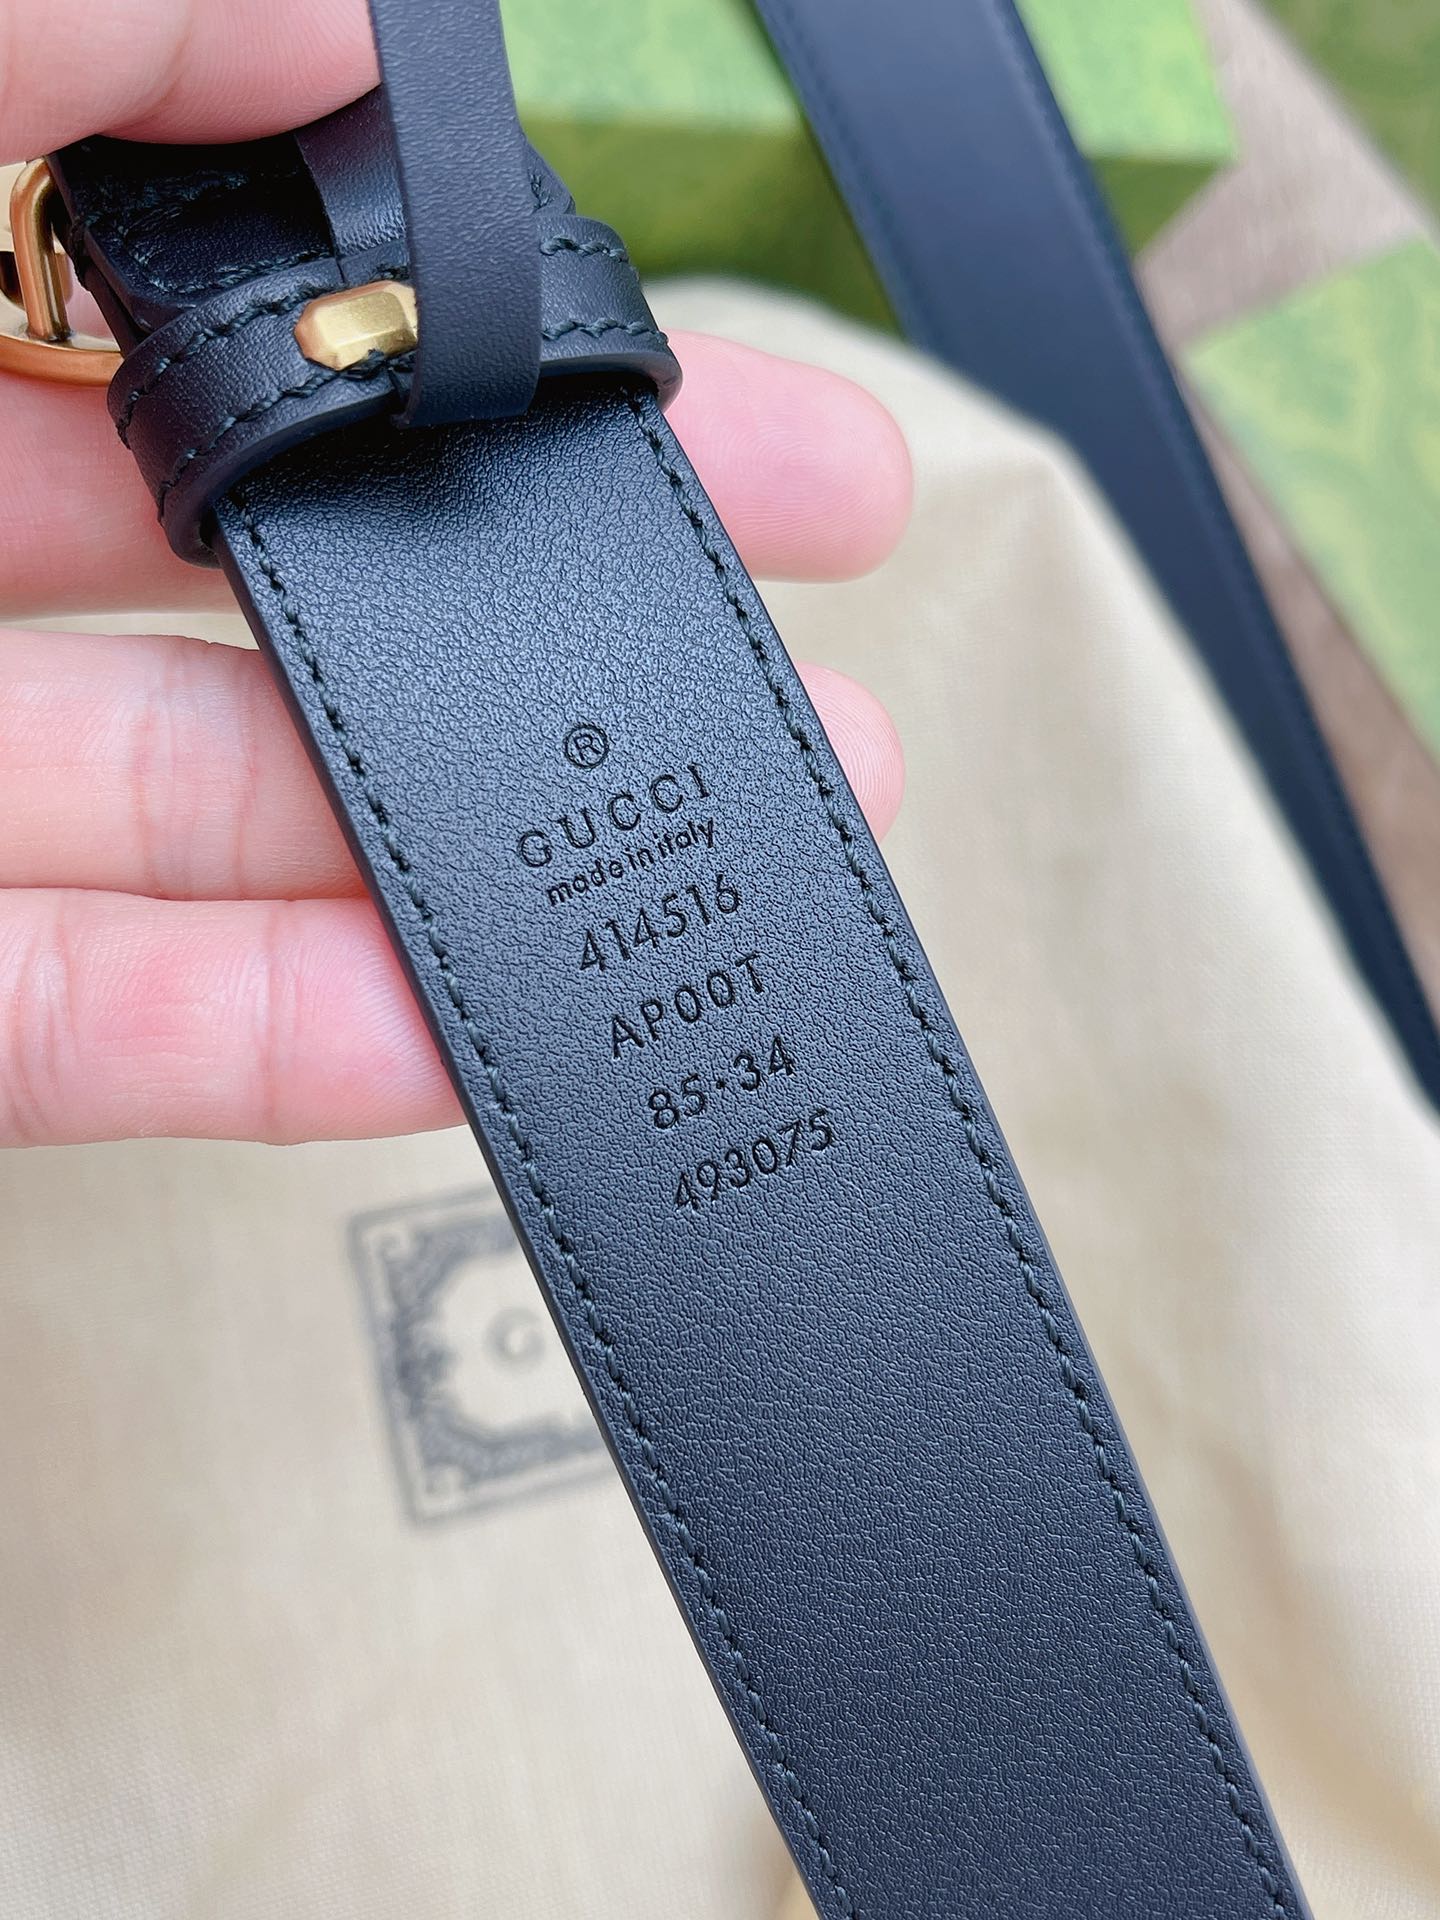 ®
GUCCI
made in italy
414516
AP00T
85·34
493075
G